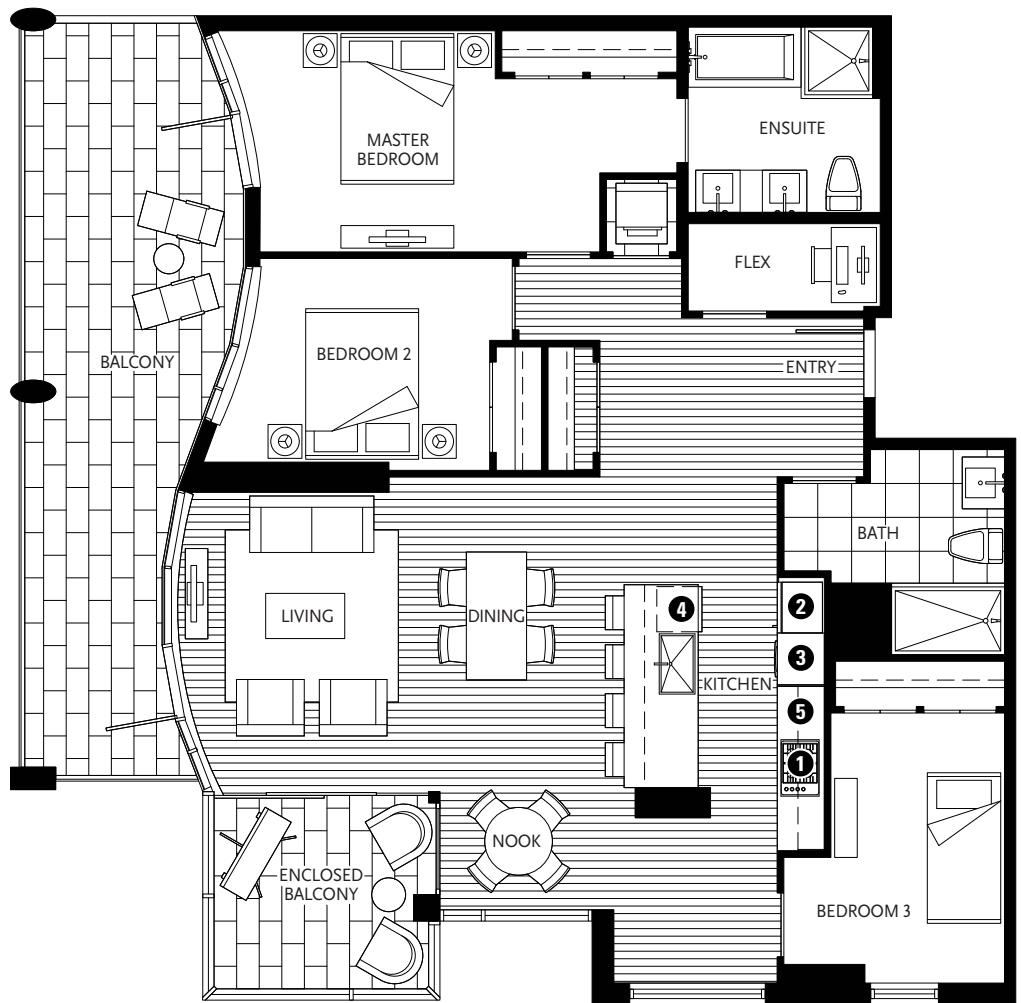 MASTER
BEDROOM
ENSUITE
FLEX
BEDROOM 2
BALCONY
ENTRY
BATH
LIVING
DINING
4
2
3
KITCHEN
5
1
NOOK
ENCLOSED
BALCONY
BEDROOM 3